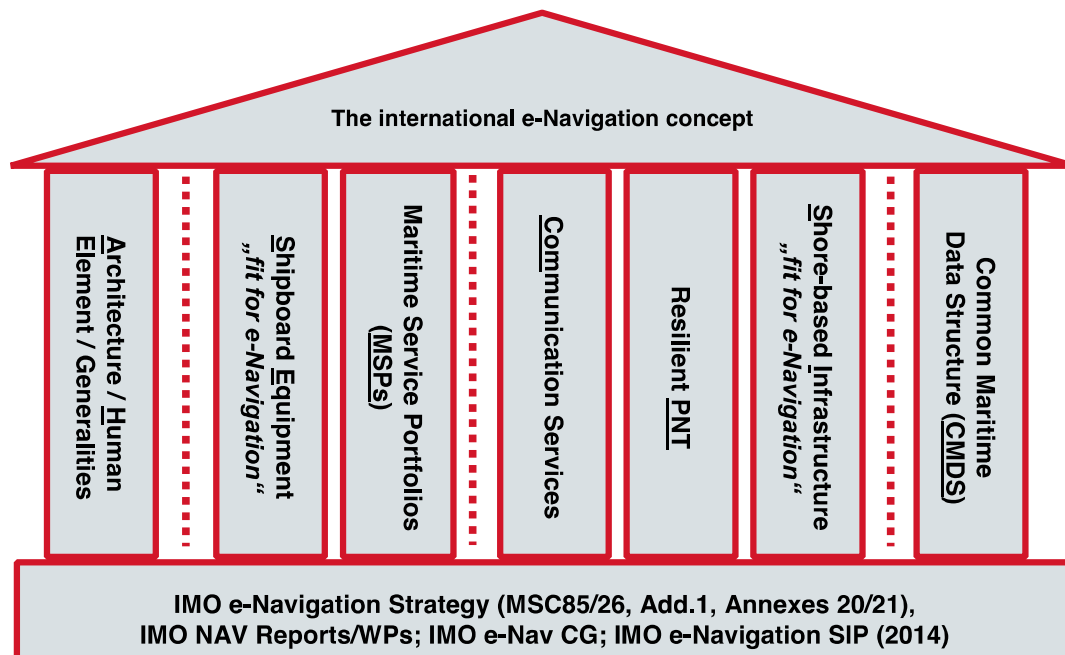 The international e-Navigation concept
Architecture / Human
Element / Generalities
Shipboard Equipment
„fit for e-Navigation“
Maritime Service Portfolios
(MSPs)
Communication Services
Resilient PNT
Shore-based Infrastructure
„fit for e-Navigation“
Common Maritime
Data Structure (CMDS)
IMO e-Navigation Strategy (MSC85/26, Add.1, Annexes 20/21),
IMO NAV Reports/WPs; IMO e-Nav CG; IMO e-Navigation SIP (2014)